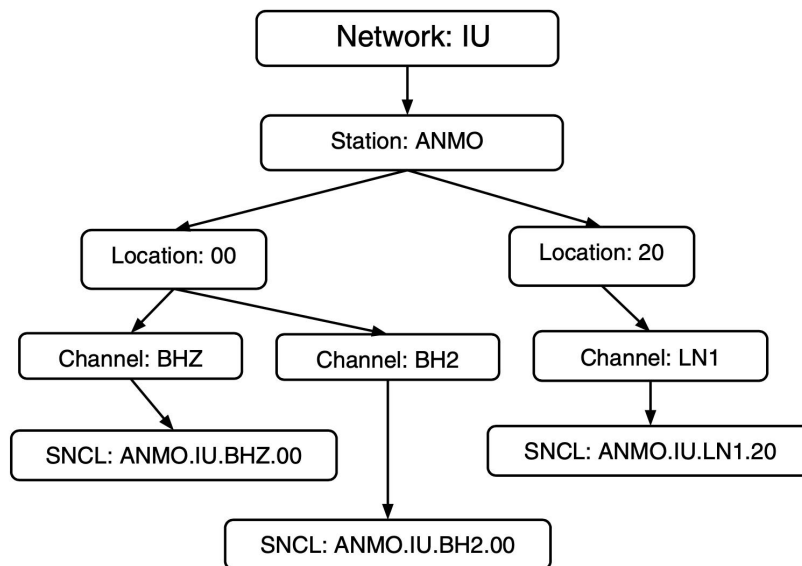 Network: IU
Station: ANMO
Location: 00
Location: 20
Channel: BHZ
Channel: BH2
Channel: LN1
SNCL: ANMO.IU.BHZ.00
SNCL: ANMO.IU.LN1.20
SNCL: ANMO.IU.BH2.00